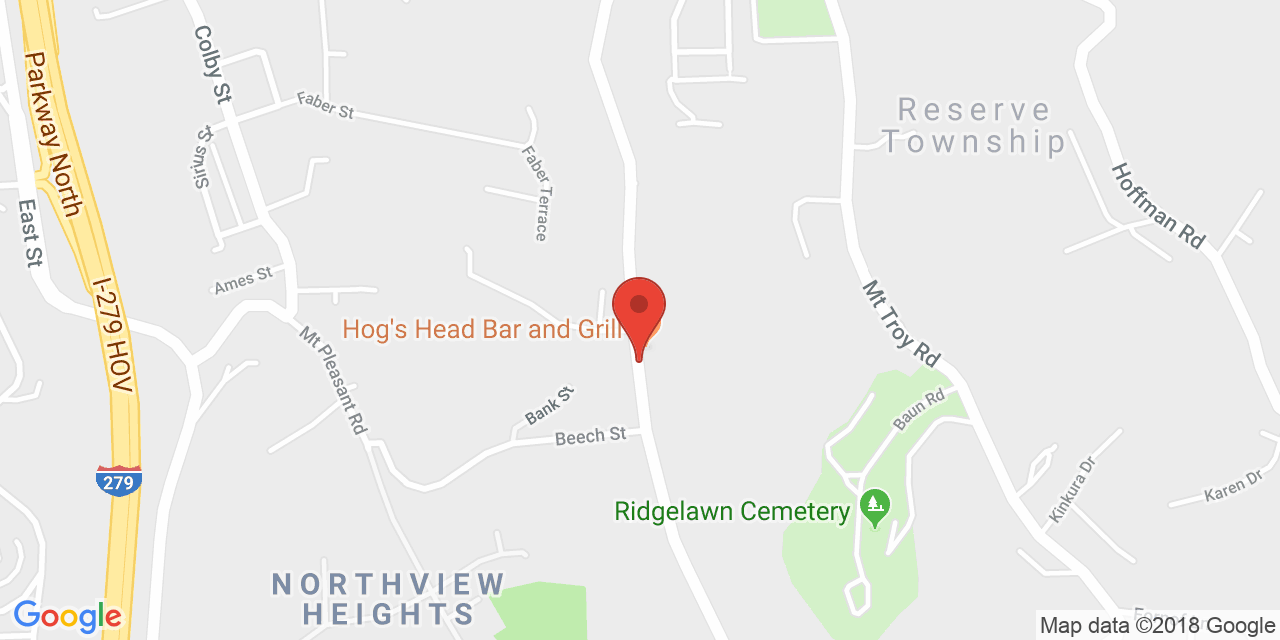 Colby St
Parkway North
Faber St
Reserve
Township
Sirius St
Faber Terrace
Hoffman Rd
East St
Ames St
I-279 HOV
Mt Troy Rd
Hog's Head Bar and Grill
Mt Pleasant Rd
Bank St
Baun Rd
Beech St
279
Kinkura Dr
Karen Dr
Ridgelawn Cemetery
NORTHVIEW
HEIGHTS
Google
Map data ©2018 Google